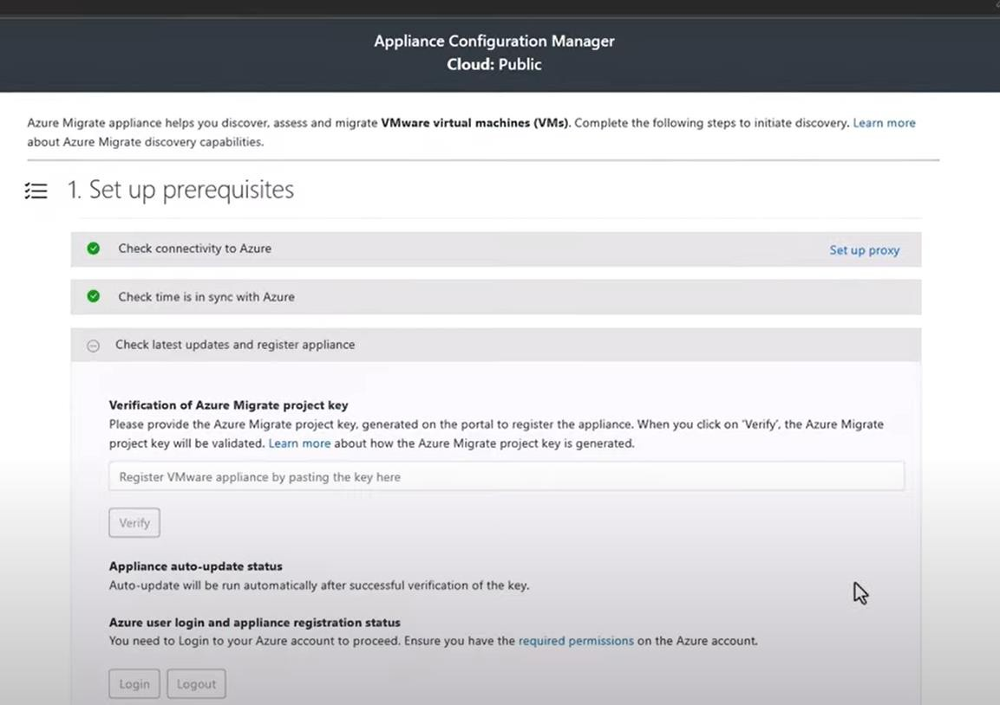 Appliance Configuration Manager
Cloud: Public
Azure Migrate appliance helps you discover, assess and migrate VMware virtual machines (VMs). Complete the following steps to initiate discovery. Learn more
about Azure Migrate discovery capabilities.
1. Set up prerequisites
Check connectivity to Azure
Set up proxy
Check time is in sync with Azure
Check latest updates and register appliance
Verification of Azure Migrate project key
Please provide the Azure Migrate project key, generated on the portal to register the appliance. When you click on 'Verify', the Azure Migrate
project key will be validated. Learn more about how the Azure Migrate project key is generated.
Register VMware appliance by pasting the key here
Verify
Appliance auto-update status
Auto-update will be run automatically after successful verification of the key.
Azure user login and appliance registration status
You need to Login to your Azure account to proceed. Ensure you have the required permissions on the Azure account.
Login Logout